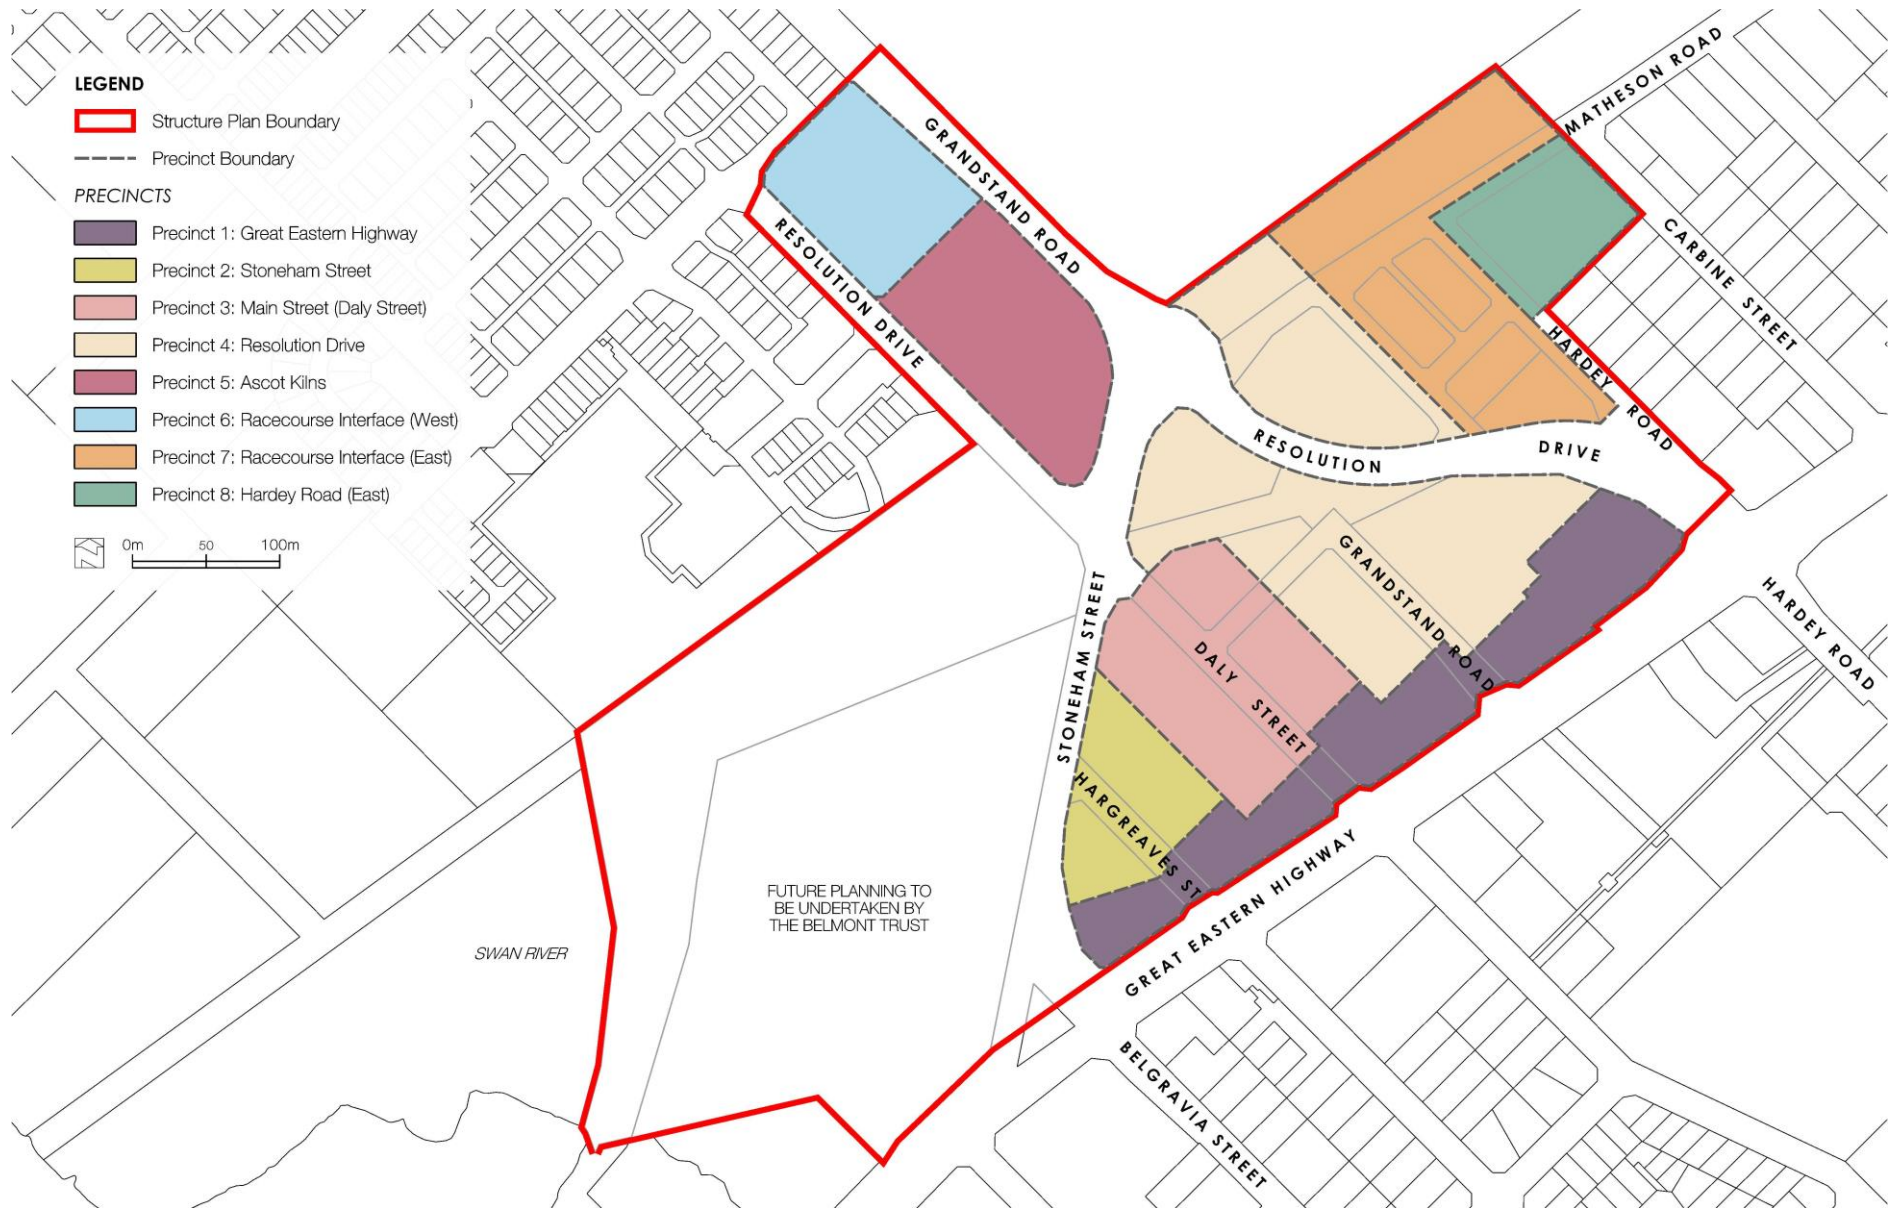 LEGEND
Structure Plan Boundary
Precinct Boundary
PRECINCTS
Precinct 1: Great Eastern Highway
Precinct 2: Stoneham Street
Precinct 3: Main Street (Daly Street)
Precinct 4: Resolution Drive
Precinct 5: Ascot Kilns
Precinct 6: Racecourse Interface (West)
Precinct 7: Racecourse Interface (East)
Precinct 8: Hardey Road (East)
N
0m 50 100m
GRANDSTAND ROAD
RESOLUTION DRIVE
MATHESON ROAD
CARBINE STREET
HARDEY ROAD
RESOLUTION DRIVE
GRANDSTAND ROAD
STONEHAM STREET
DALY STREET
HARGREAVES ST
HARDEY ROAD
GREAT EASTERN HIGHWAY
BELGRAVIA STREET
FUTURE PLANNING TO
BE UNDERTAKEN BY
THE BELMONT TRUST
SWAN RIVER